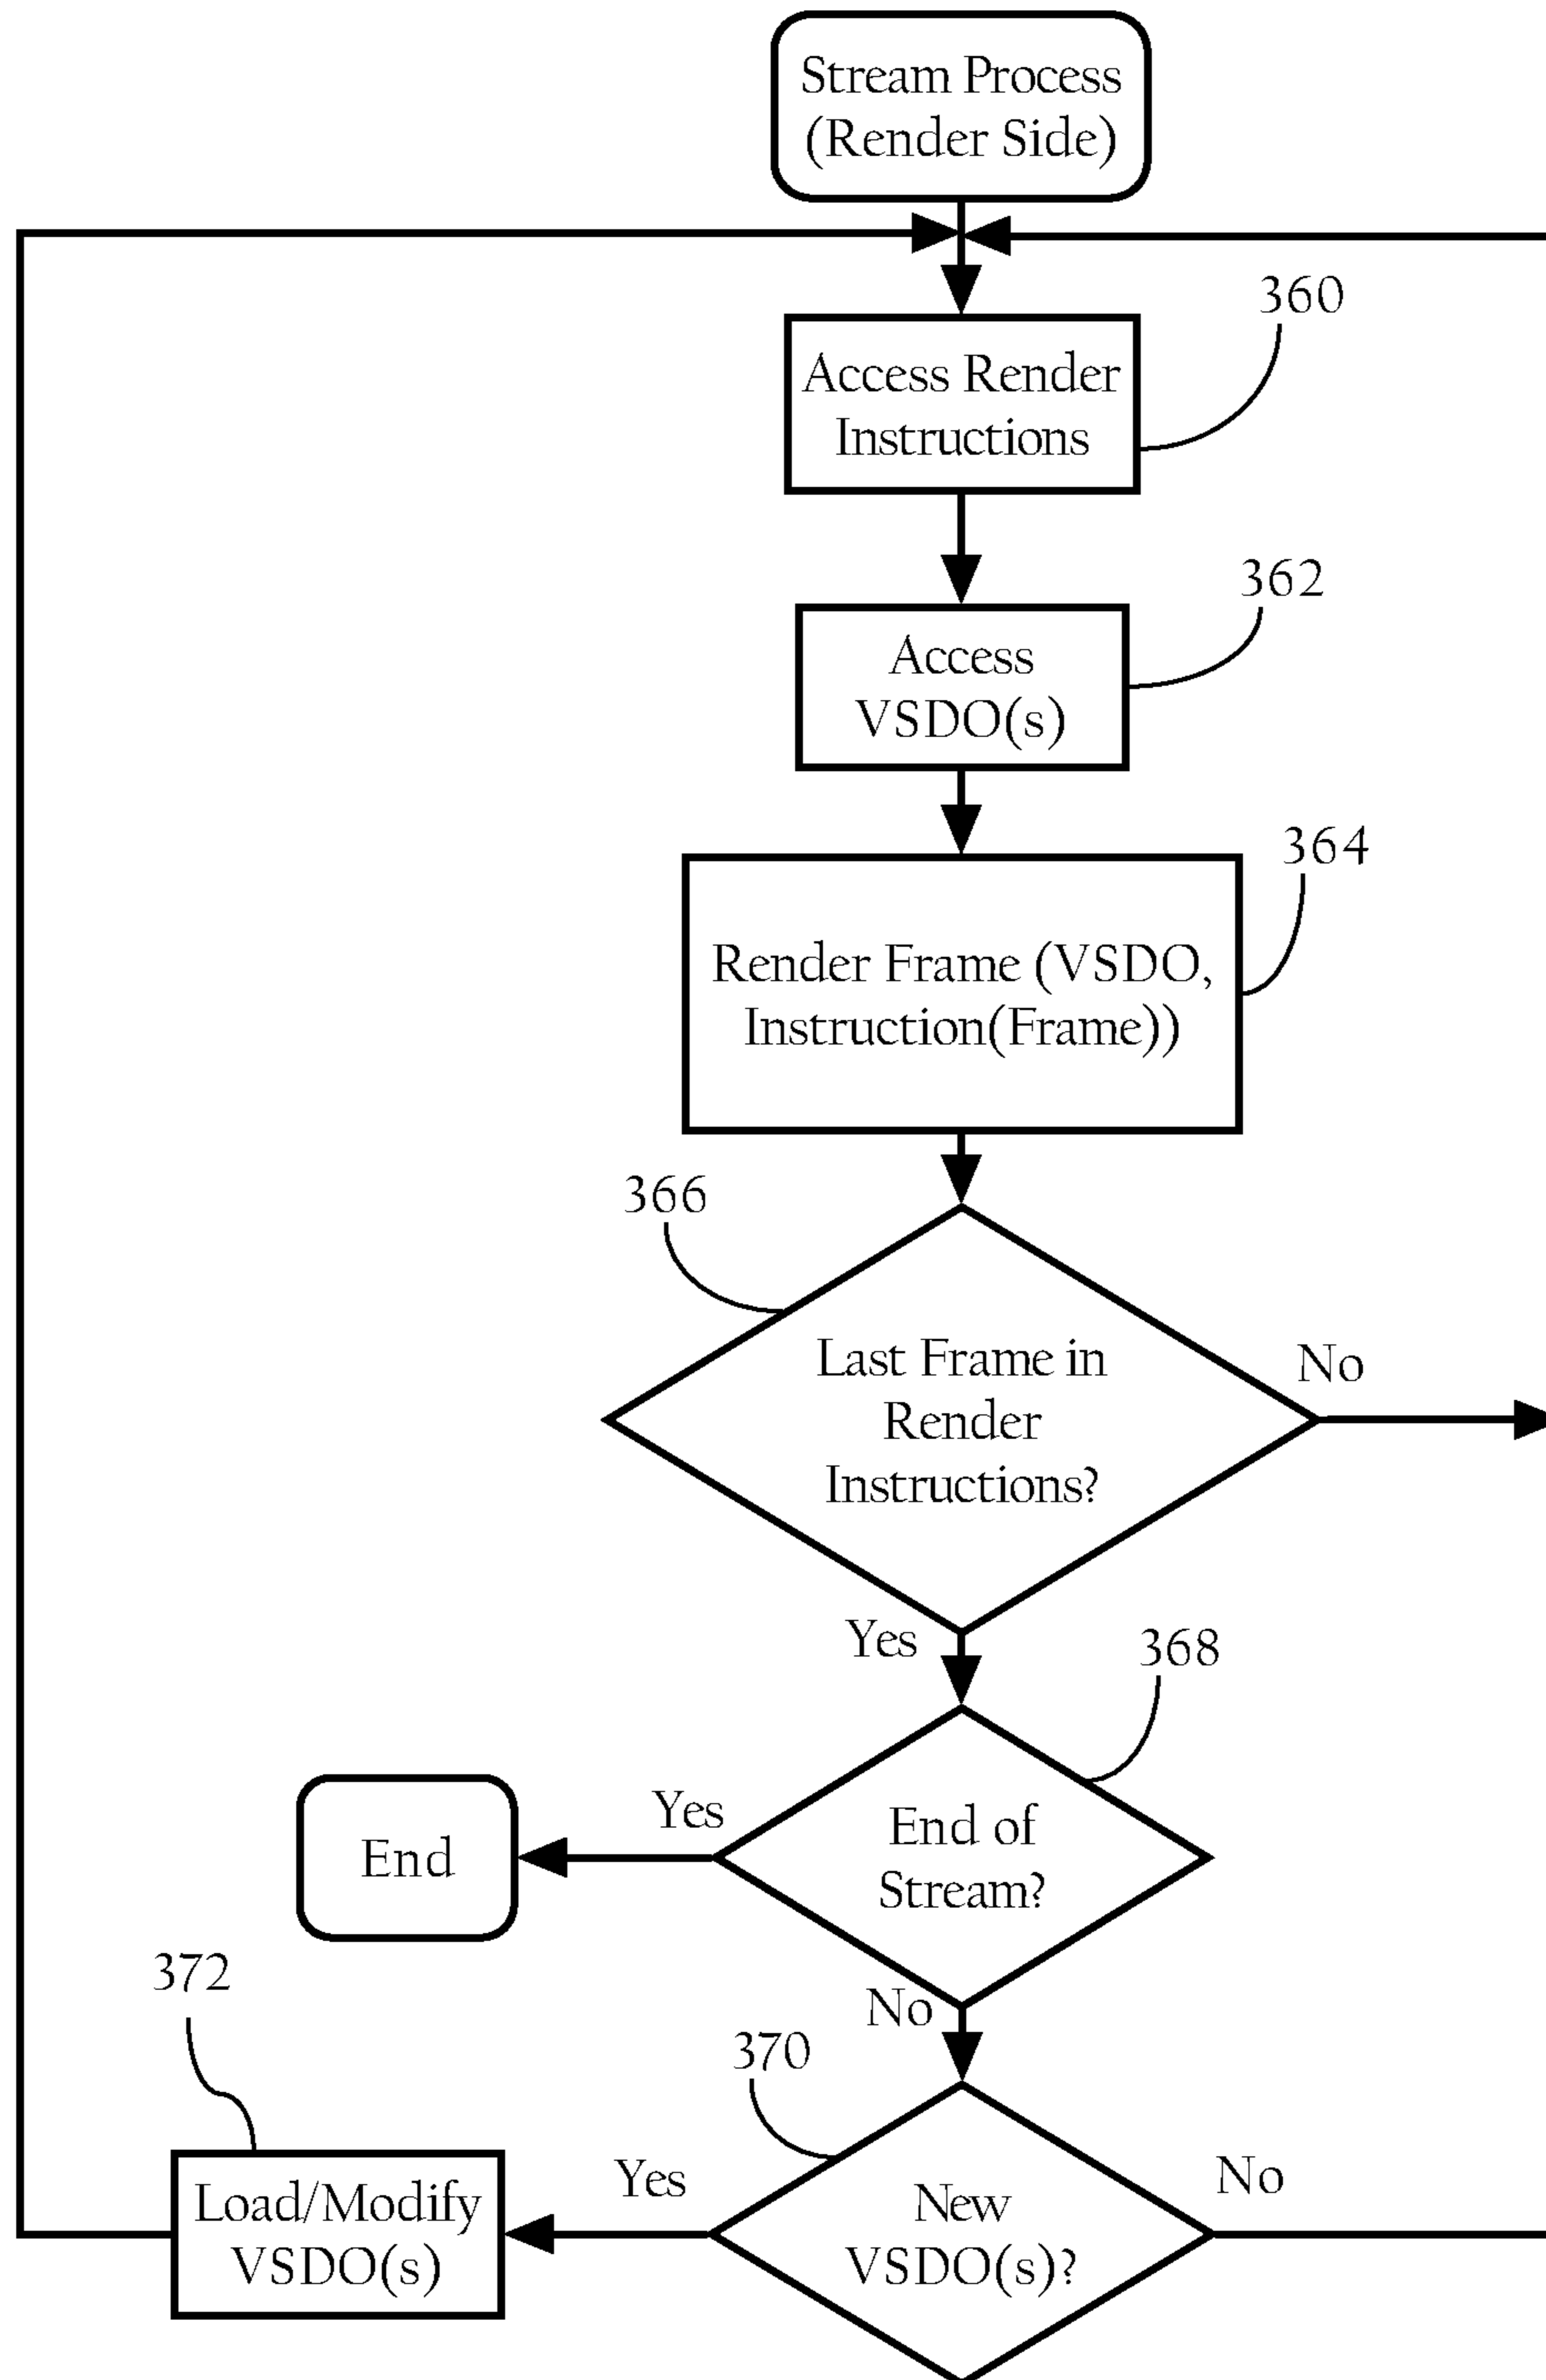 Stream Process
(Render Side)
360
Access Render
Instructions
362
Access
VSDO(s)
364
Render Frame (VSDO,
Instruction(Frame))
366
Last Frame in
Render
Instructions?
No
Yes
368
End of
Stream?
Yes
End
No
372
370
Load/Modify
VSDO(s)
Yes
New
VSDO(s)?
No